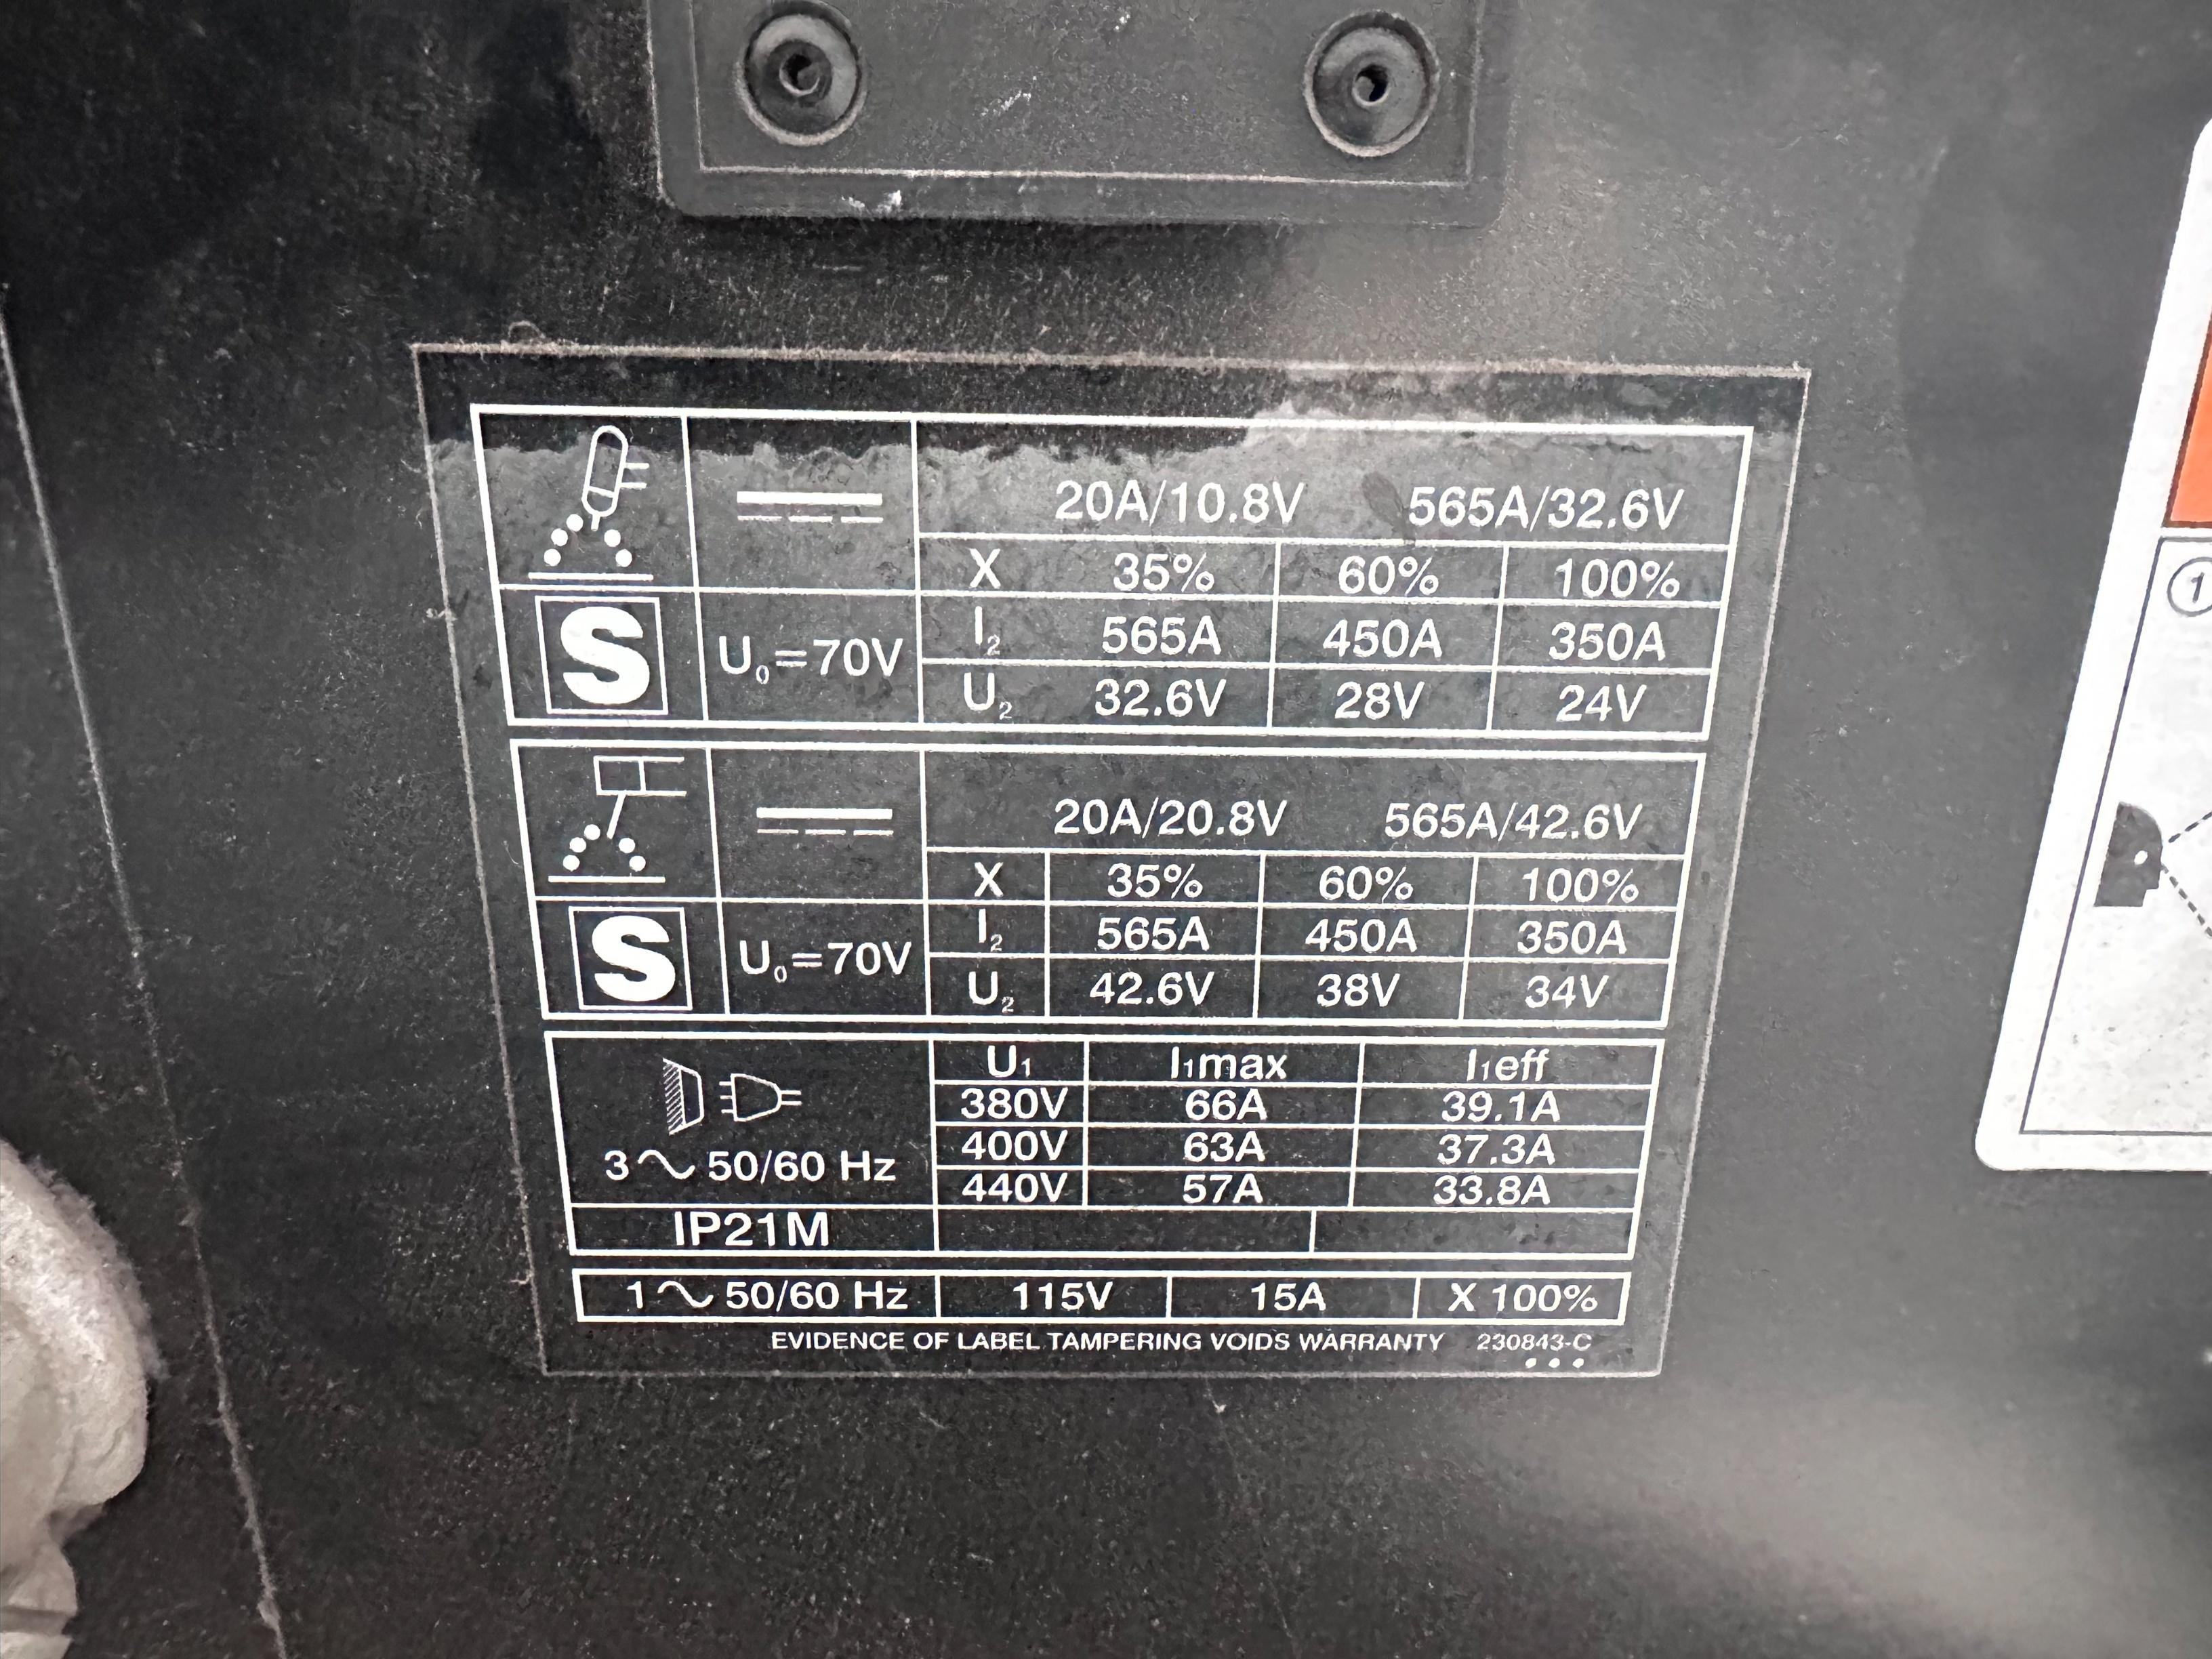 20A/10.8V 565A/32.6V
X 35% 60% 100%
S U₀=70V I₂ 565A 450A 350A
U₂ 32.6V 28V 24V
20A/20.8V 565A/42.6V
X 35% 60% 100%
S U₀=70V I₂ 565A 450A 350A
U₂ 42.6V 38V 34V
U₁ I₁max I₁eff
380V 66A 39.1A
3~50/60 Hz 400V 63A 37.3A
440V 57A 33.8A
IP21M
1~50/60 Hz 115V 15A X 100%
EVIDENCE OF LABEL TAMPERING VOIDS WARRANTY 230843-C
1